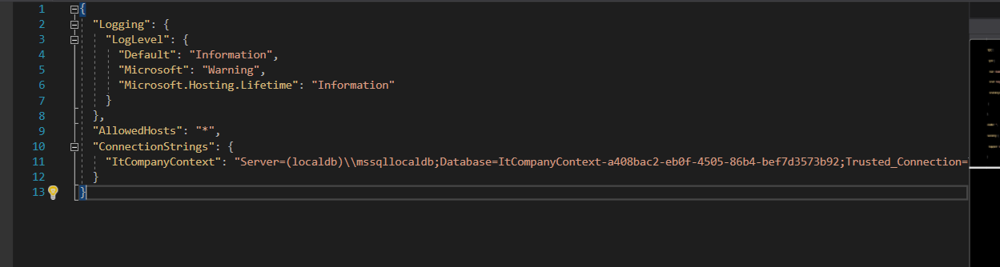 1 {
2 "Logging": {
3 "LogLevel": {
4 "Default": "Information",
5 "Microsoft": "Warning",
6 "Microsoft.Hosting.Lifetime": "Information"
7 }
8 },
9 "AllowedHosts": "*",
10 "ConnectionStrings": {
11 "ItCompanyContext": "Server=(localdb)\\mssqllocaldb;Database=ItCompanyContext-a408bac2-eb0f-4505-86b4-bef7d3573b92;Trusted_Connection=
12 }
13 }